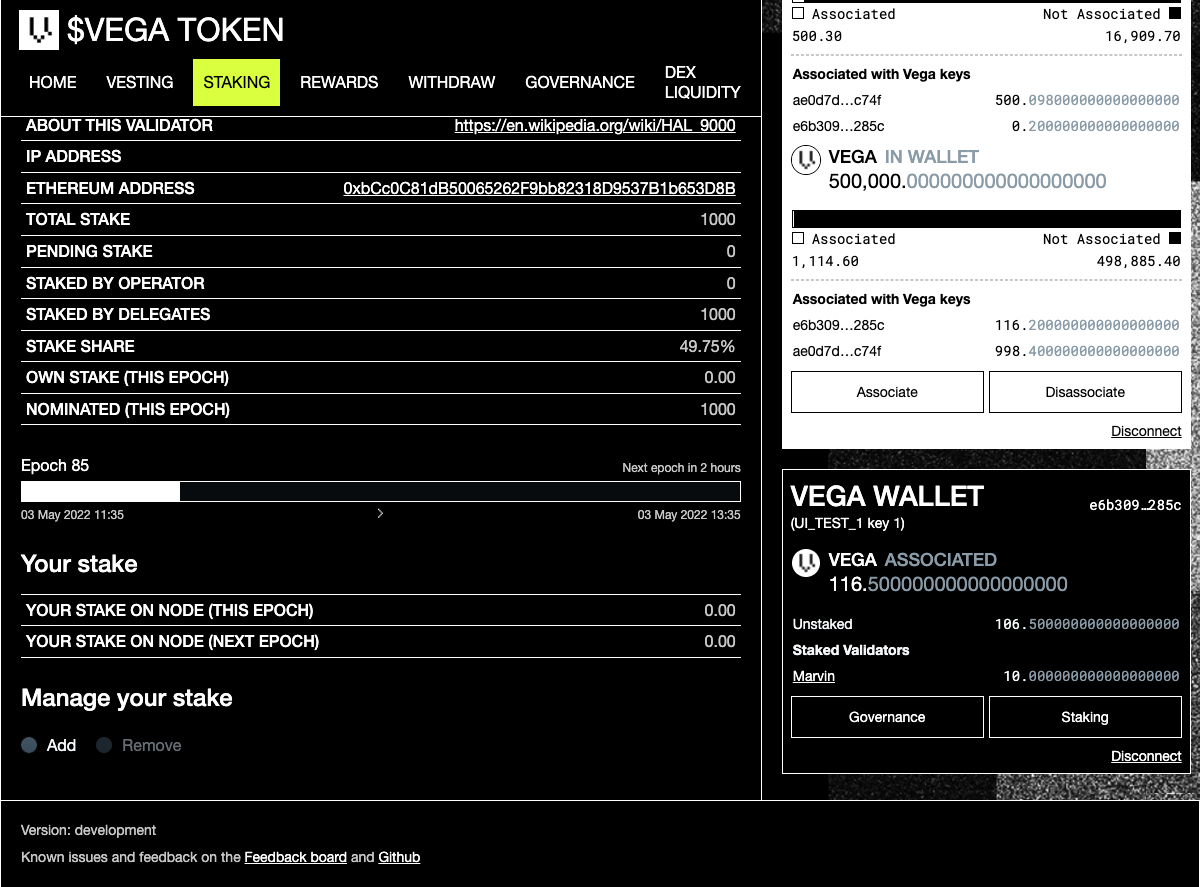 $VEGA TOKEN
HOME VESTING STAKING REWARDS WITHDRAW GOVERNANCE DEX LIQUIDITY
ABOUT THIS VALIDATOR https://en.wikipedia.org/wiki/HAL_9000
IP ADDRESS
ETHEREUM ADDRESS 0xbCc0C81dB50065262F9bb82318D9537B1b653D8B
TOTAL STAKE 1000
PENDING STAKE 0
STAKED BY OPERATOR 0
STAKED BY DELEGATES 1000
STAKE SHARE 49.75%
OWN STAKE (THIS EPOCH) 0.00
NOMINATED (THIS EPOCH) 1000
Epoch 85 Next epoch in 2 hours
03 May 2022 11:35 03 May 2022 13:35
Your stake
YOUR STAKE ON NODE (THIS EPOCH) 0.00
YOUR STAKE ON NODE (NEXT EPOCH) 0.00
Manage your stake
Add Remove
Associated Not Associated
500.30 16,909.70
Associated with Vega keys
ae0d7d…c74f 500.098000000000000000
e6b309…285c 0.200000000000000000
VEGA IN WALLET
500,000.000000000000000000
Associated Not Associated
1,114.60 498,885.40
Associated with Vega keys
e6b309…285c 116.200000000000000000
ae0d7d…c74f 998.400000000000000000
Associate Disassociate
Disconnect
VEGA WALLET e6b309…285c
(UI_TEST_1 key 1)
VEGA ASSOCIATED
116.500000000000000000
Unstaked 106.500000000000000000
Staked Validators
Marvin 10.000000000000000000
Governance Staking
Disconnect
Version: development
Known issues and feedback on the Feedback board and Github